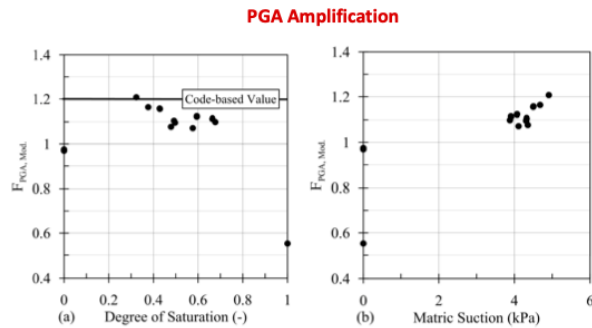 PGA Amplification
1.4
1.2
1
0.8
0.6
0.4
F PGA, Mod.
Code-based Value
0 0.2 0.4 0.6 0.8 1
(a) Degree of Saturation (-)
1.4
1.2
1
0.8
0.6
0.4
F PGA, Mod.
0 2 4 6
(b) Matric Suction (kPa)